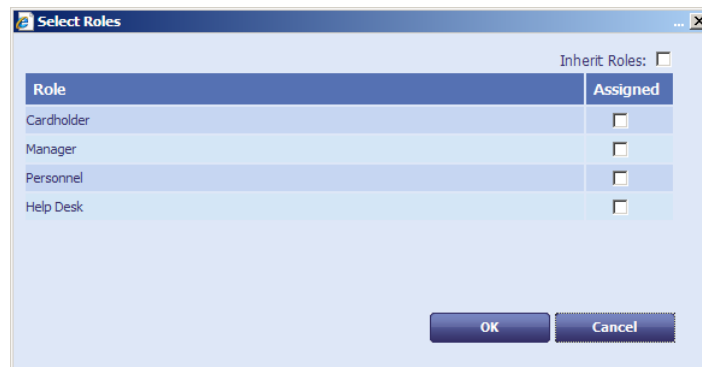 Select Roles ...
Inherit Roles:
Role Assigned
Cardholder
Manager
Personnel
Help Desk
OK Cancel